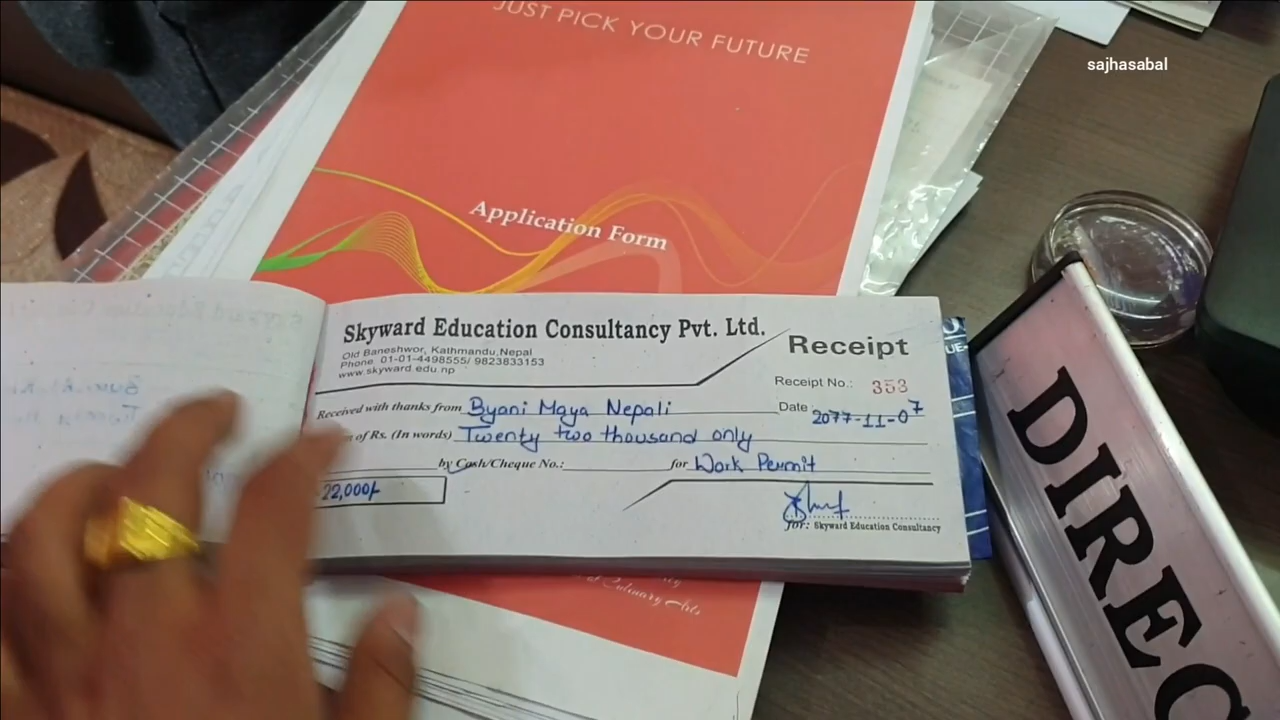 JUST PICK YOUR FUTURE
sajhasabal
Application Form
Skyward Education Consultancy Pvt. Ltd.
Old Baneshwor, Kathmandu,Nepal
Phone 01-01-4498555/ 9823833153
www.skyward.edu.np
Receipt
Receipt No.: 353
Date 2077-11-07
Received with thanks from Byani Maya Nepali
of Rs. (In words) Twenty two thousand only
by Cash/Cheque No.: for Work Permit
22,000/-
for: Skyward Education Consultancy
Culinary Arts
DIREC